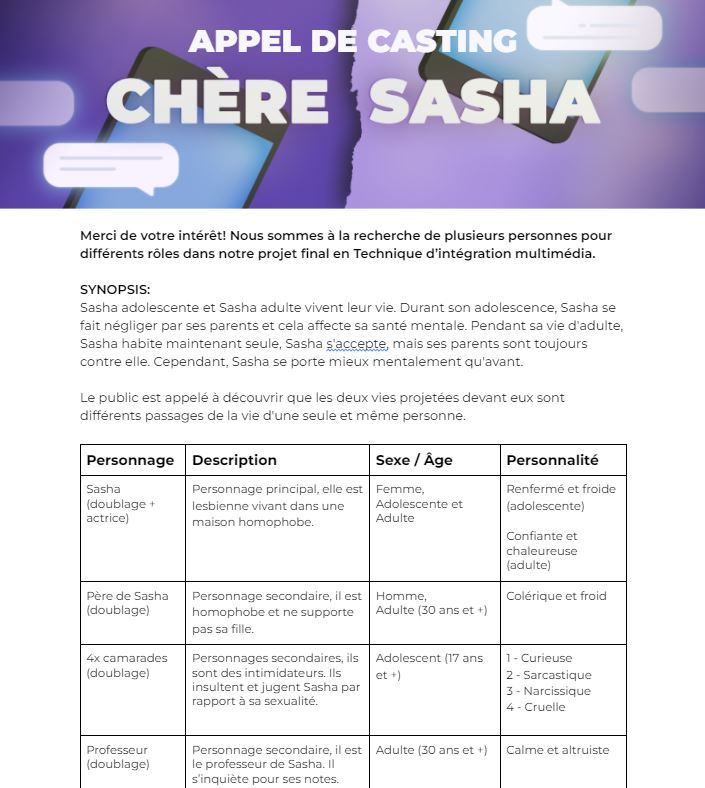 APPEL DE CASTING
CHÈRE SASHA
Merci de votre intérêt! Nous sommes à la recherche de plusieurs personnes pour
différents rôles dans notre projet final en Technique d'intégration multimédia.
SYNOPSIS:
Sasha adolescente et Sasha adulte vivent leur vie. Durant son adolescence, Sasha se
fait négliger par ses parents et cela affecte sa santé mentale. Pendant sa vie d'adulte,
Sasha habite maintenant seule, Sasha s'accepte, mais ses parents sont toujours
contre elle. Cependant, Sasha se porte mieux mentalement qu'avant.
Le public est appelé à découvrir que les deux vies projetées devant eux sont
différents passages de la vie d'une seule et même personne.
Personnage
Description
Sexe / Âge
Personnalité
Sasha
(doublage +
actrice)
Personnage principal, elle est
lesbienne vivant dans une
maison homophobe.
Femme,
Adolescente et
Adulte
Renfermé et froide
(adolescente)
Confiante et
chaleureuse
(adulte)
Père de Sasha
(doublage)
Personnage secondaire, il est
homophobe et ne supporte
pas sa fille.
Homme,
Adulte (30 ans et +)
Colérique et froid
4x camarades
(doublage)
Personnages secondaires, ils
sont des intimidateurs. Ils
insultent et jugent Sasha par
rapport à sa sexualité.
Adolescent (17 ans
et +)
1 - Curieuse
2 - Sarcastique
3 - Narcissique
4 - Cruelle
Professeur
(doublage)
Personnage secondaire, il est
le professeur de Sasha. Il
s'inquiète pour ses notes.
Adulte (30 ans et +)
Calme et altruiste